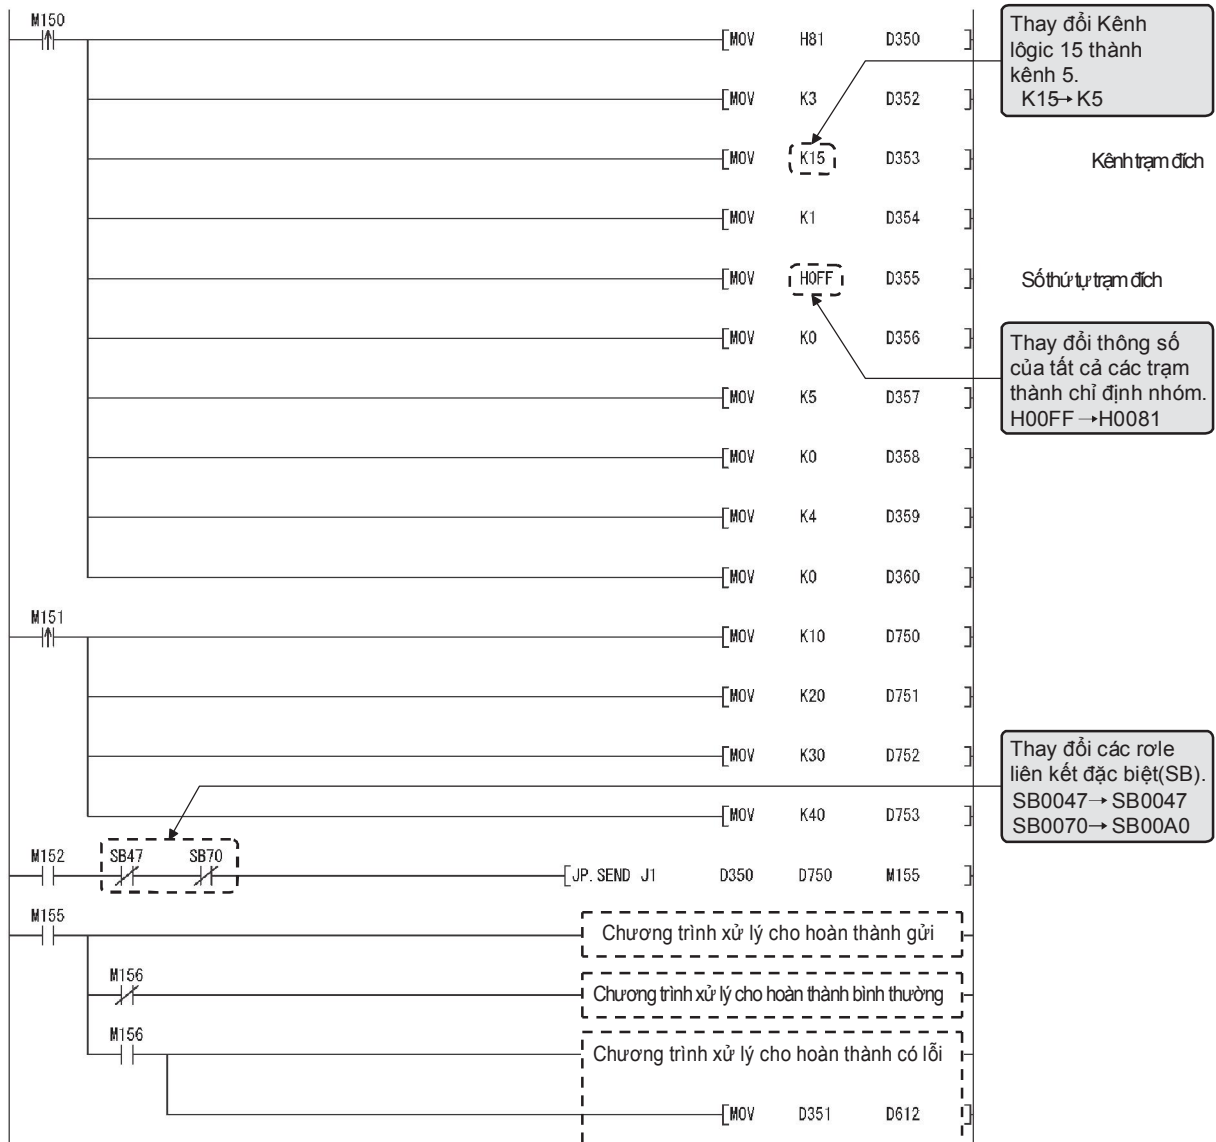 M150
[MOV H81 D350 ]
Thay đổi Kênh
lôgic 15 thành
kênh 5.
K15→ K5
[MOV K3 D352 ]
[MOV K15 D353 ]
Kênh trạm đích
[MOV K1 D354 ]
[MOV H0FF D355 ]
Số thứ tự trạm đích
[MOV K0 D356 ]
Thay đổi thông số
của tất cả các trạm
thành chỉ định nhóm.
H00FF →H0081
[MOV K5 D357 ]
[MOV K0 D358 ]
[MOV K4 D359 ]
[MOV K0 D360 ]
M151
[MOV K10 D750 ]
[MOV K20 D751 ]
[MOV K30 D752 ]
Thay đổi các rơle
liên kết đặc biệt(SB).
SB0047→ SB0047
SB0070→ SB00A0
[MOV K40 D753 ]
M152 SB47 SB70
[JP.SEND J1 D350 D750 M155 ]
M155
Chương trình xử lý cho hoàn thành gửi
M156
Chương trình xử lý cho hoàn thành bình thường
M156
Chương trình xử lý cho hoàn thành có lỗi
[MOV D351 D612 ]